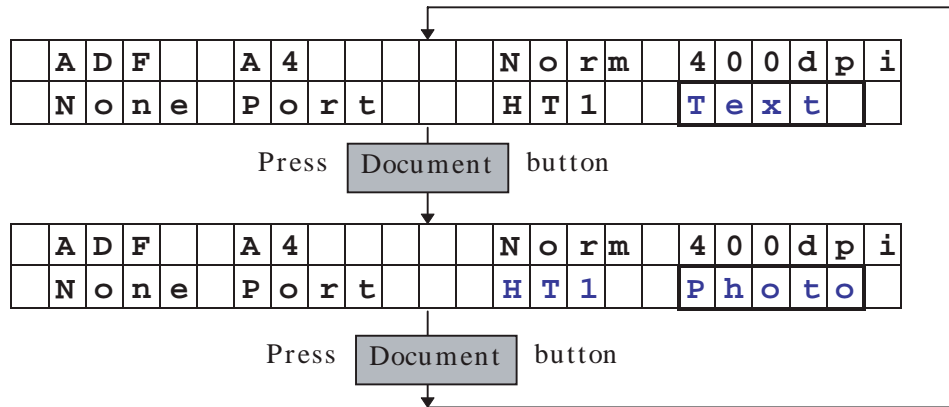 ADF A4 Norm 400dpi
None Port HT1 Text
Press Document button
ADF A4 Norm 400dpi
None Port HT1 Photo
Press Document button